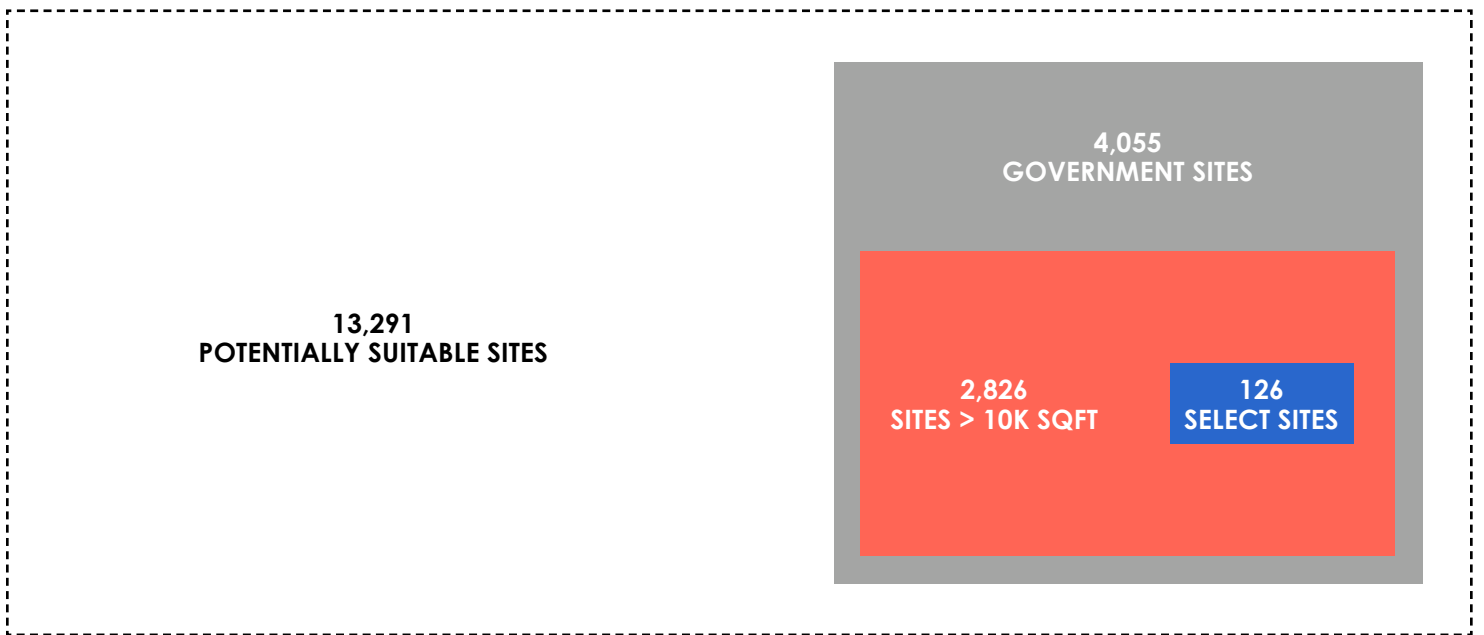 4,055
GOVERNMENT SITES
13,291
POTENTIALLY SUITABLE SITES
2,826
SITES > 10K SQFT
126
SELECT SITES